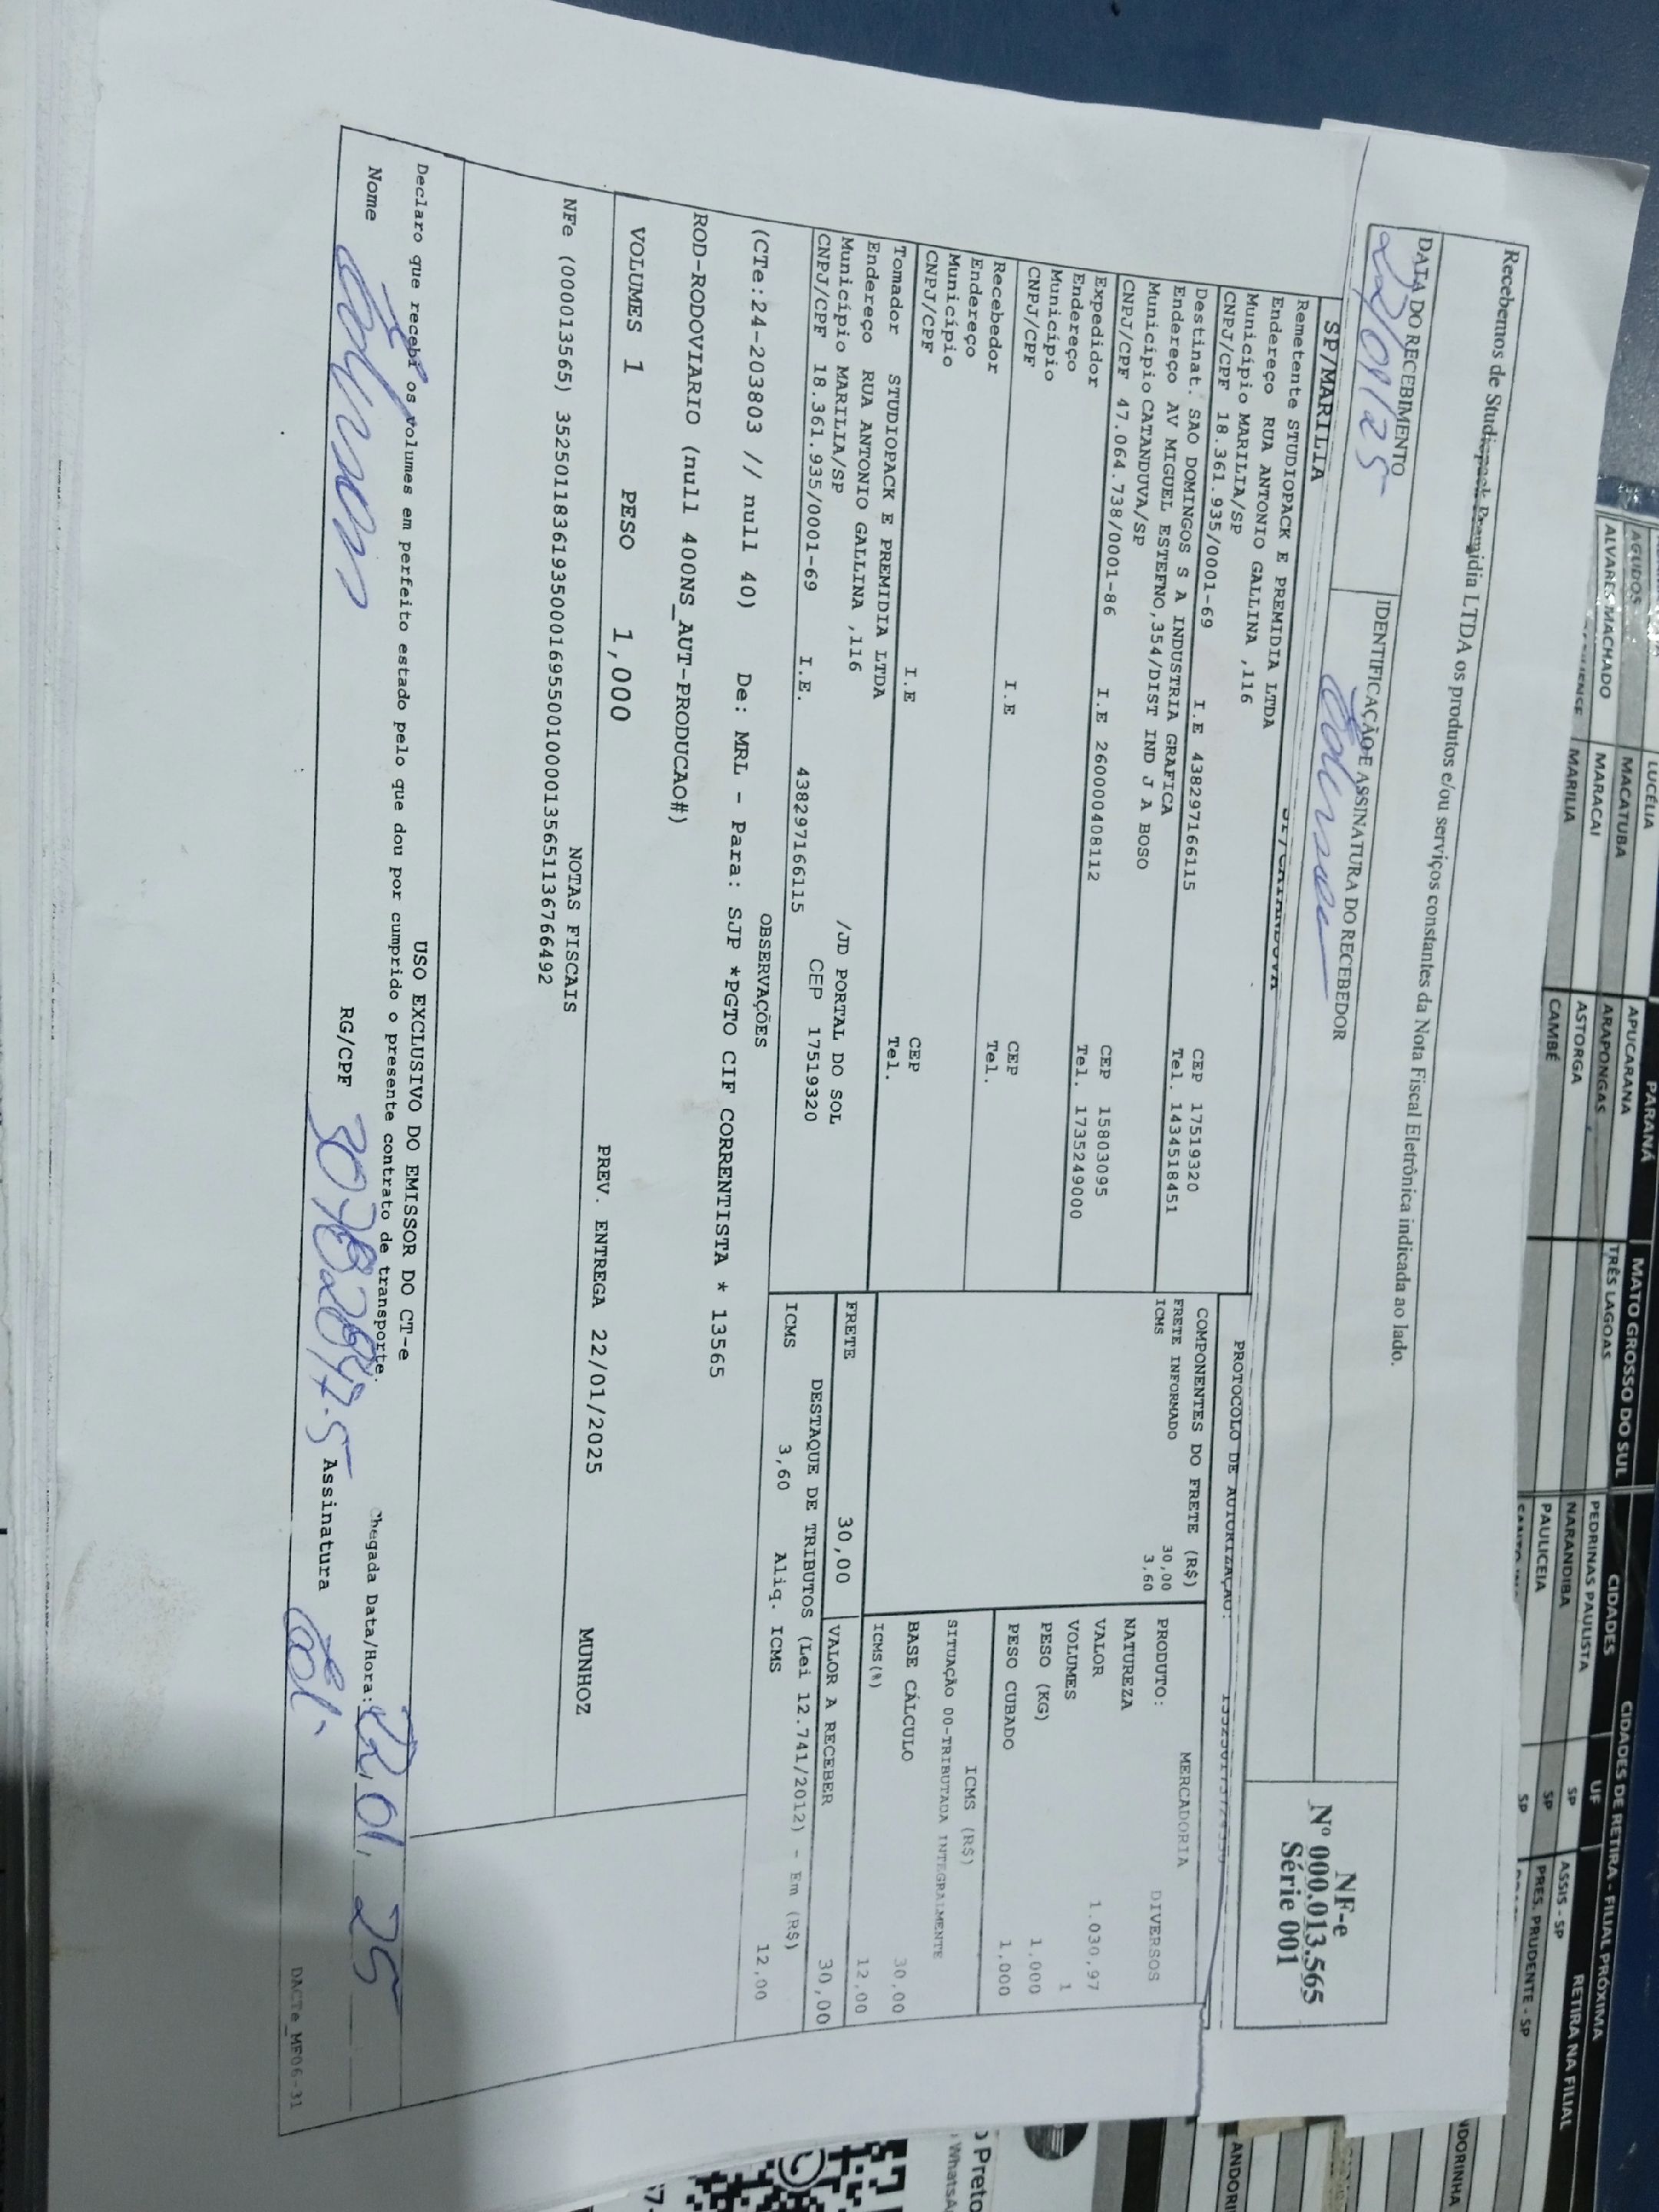 LUCÉLIA
PARANÁ
MATO GROSSO DO SUL
CIDADES
CIDADES DE RETIRA - FILIAL PRÓXIMA
UF
RETIRA NA FILIAL
AGUDOS
MACATUBA
APUCARANA
TRÊS LAGOAS
PEDRINAS PAULISTA
SP
ASSIS - SP
ALVARES MACHADO
MARACAI
ARAPONGAS
NARANDIBA
SP
PRES. PRUDENTE - SP
MARILIA
ASTORGA
PAULICEIA
SP
CAMBÉ
Recebemos de Studiopack Premidia LTDA os produtos e/ou serviços constantes da Nota Fiscal Eletrônica indicada ao lado.
DATA DO RECEBIMENTO
IDENTIFICAÇÃO E ASSINATURA DO RECEBEDOR
22/01/25
NF-e
Nº 000.013.565
Série 001
SP/MARILIA
PROTOCOLO DE AUTORIZAÇÃO:
Remetente STUDIOPACK E PREMIDIA LTDA
Endereço RUA ANTONIO GALLINA ,116
Município MARILIA/SP CEP 17519320
CNPJ/CPF 18.361.935/0001-69 I.E 438297166115 Tel. 1434518451
Destinat. SAO DOMINGOS S A INDUSTRIA GRAFICA
Endereço AV MIGUEL ESTEFNO,354/DIST IND J A BOSO
Município CATANDUVA/SP CEP 15803095
CNPJ/CPF 47.064.738/0001-86 I.E 260000408112 Tel. 1735249000
Expedidor
Endereço
Município CEP
CNPJ/CPF I.E Tel.
Recebedor
Endereço
Município CEP
CNPJ/CPF I.E Tel.
Tomador STUDIOPACK E PREMIDIA LTDA
Endereço RUA ANTONIO GALLINA ,116 /JD PORTAL DO SOL
Município MARILIA/SP CEP 17519320
CNPJ/CPF 18.361.935/0001-69 I.E. 438297166115
COMPONENTES DO FRETE (R$)
FRETE INFORMADO 30,00
ICMS 3,60
MERCADORIA
PRODUTO: DIVERSOS
NATUREZA
VALOR 1.030,97
VOLUMES 1
PESO (KG) 1,000
PESO CUBADO 1,000
ICMS (R$)
SITUAÇÃO 00-TRIBUTADA INTEGRALMENTE
BASE CÁLCULO 30,00
ICMS(%) 12,00
FRETE 30,00
VALOR A RECEBER 30,00
DESTAQUE DE TRIBUTOS (Lei 12.741/2012) - Em (R$)
ICMS 3,60 Aliq. ICMS 12,00
OBSERVAÇÕES
(CTe:24-203803 // null 40) De: MRL - Para: SJP *PGTO CIF CORRENTISTA * 13565
ROD-RODOVIARIO (null 400NS_AUT-PRODUCAO#)
VOLUMES 1 PESO 1,000 PREV. ENTREGA 22/01/2025 MUNHOZ
NOTAS FISCAIS
NFe (000013565) 35250118361935000169550010000135651136766492
USO EXCLUSIVO DO EMISSOR DO CT-e
Declaro que recebi os volumes em perfeito estado pelo que dou por cumprido o presente contrato de transporte.
Chegada Data/Hora: 22, 01, 25
Nome
RG/CPF
Assinatura
DACTe_MF06-31
Preto